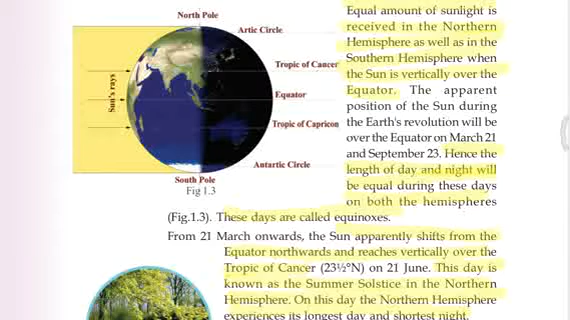 North Pole
Artic Circle
Tropic of Cancer
Sun's rays
Equator
Tropic of Capricon
Antartic Circle
South Pole
Fig 1.3
Equal amount of sunlight is
received in the Northern
Hemisphere as well as in the
Southern Hemisphere when
the Sun is vertically over the
Equator. The apparent
position of the Sun during
the Earth's revolution will be
over the Equator on March 21
and September 23. Hence the
length of day and night will
be equal during these days
on both the hemispheres
(Fig.1.3). These days are called equinoxes.
From 21 March onwards, the Sun apparently shifts from the
Equator northwards and reaches vertically over the
Tropic of Cancer (23½°N) on 21 June. This day is
known as the Summer Solstice in the Northern
Hemisphere. On this day the Northern Hemisphere
experiences its longest day and shortest night.